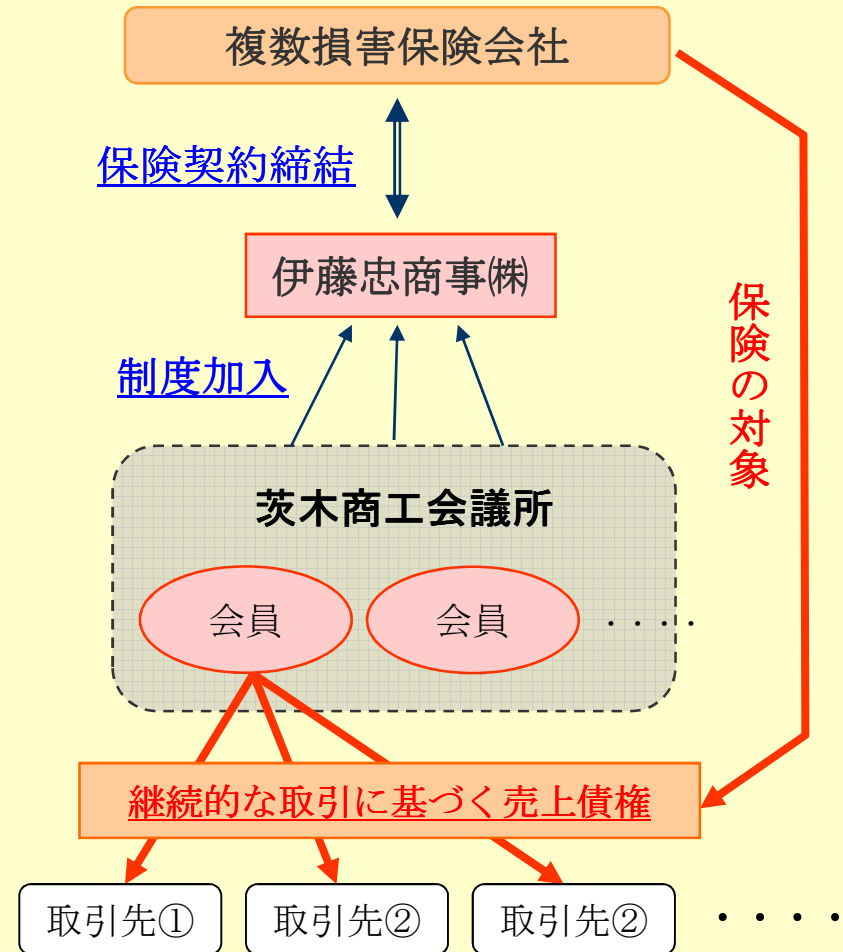 複数損害保険会社
保険契約締結
伊藤忠商事㈱
保険の対象
制度加入
茨木商工会議所
会員
会員
・・・・
継続的な取引に基づく売上債権
取引先①
取引先②
取引先②
・・・・